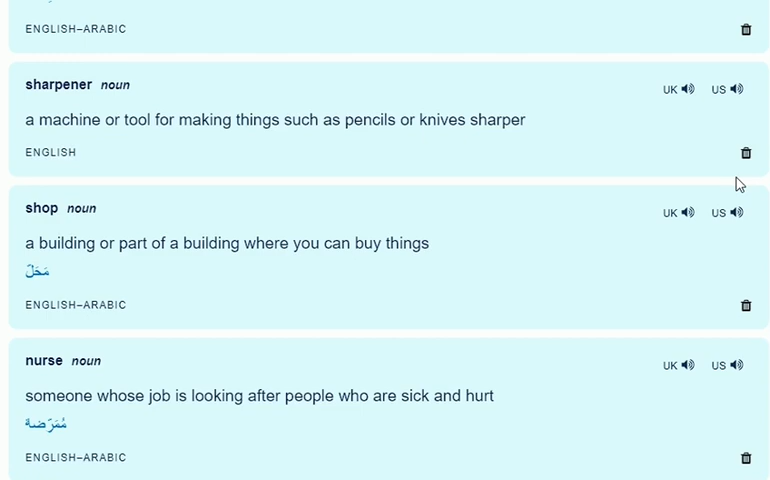 ENGLISH–ARABIC
sharpener noun
UK US
a machine or tool for making things such as pencils or knives sharper
ENGLISH
shop noun
UK US
a building or part of a building where you can buy things
مَحَلّ
ENGLISH–ARABIC
nurse noun
UK US
someone whose job is looking after people who are sick and hurt
مُمَرّضة
ENGLISH–ARABIC